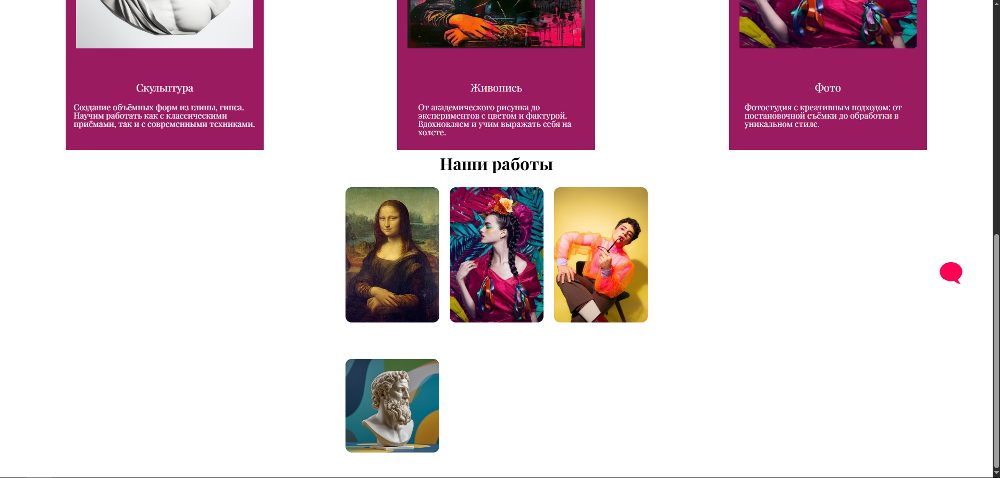 Скульптура
Создание объёмных форм из глины, гипса.
Научим работать как с классическими
приёмами, так и с современными техниками.
Живопись
От академического рисунка до
экспериментов с цветом и фактурой.
Вдохновляем и учим выражать себя на
холсте.
Фото
Фотостудия с креативным подходом: от
постановочной съёмки до обработки в
уникальном стиле.
Наши работы